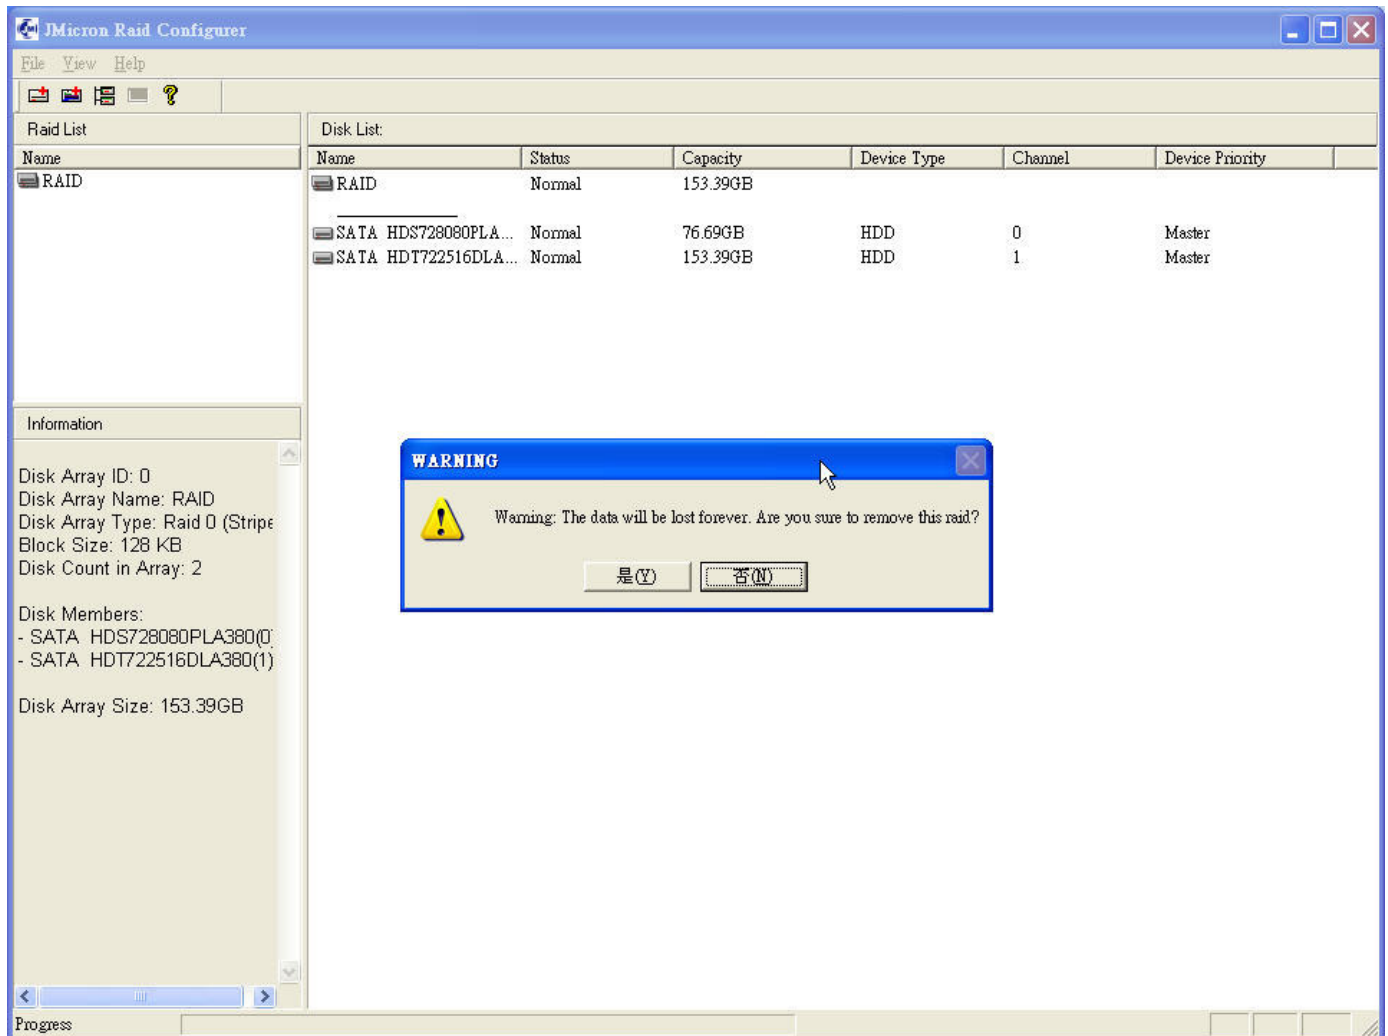 JMicron Raid Configurer
File View Help
Raid List
Disk List:
Name
Name Status Capacity Device Type Channel Device Priority
RAID
RAID Normal 153.39GB
SATA HDS728080PLA... Normal 76.69GB HDD 0 Master
SATA HDT722516DLA... Normal 153.39GB HDD 1 Master
Information
Disk Array ID: 0
Disk Array Name: RAID
Disk Array Type: Raid 0 (Stripe
Block Size: 128 KB
Disk Count in Array: 2
Disk Members:
- SATA HDS728080PLA380(0)
- SATA HDT722516DLA380(1)
Disk Array Size: 153.39GB
WARNING
Warning: The data will be lost forever. Are you sure to remove this raid?
是(Y) 否(N)
Progress